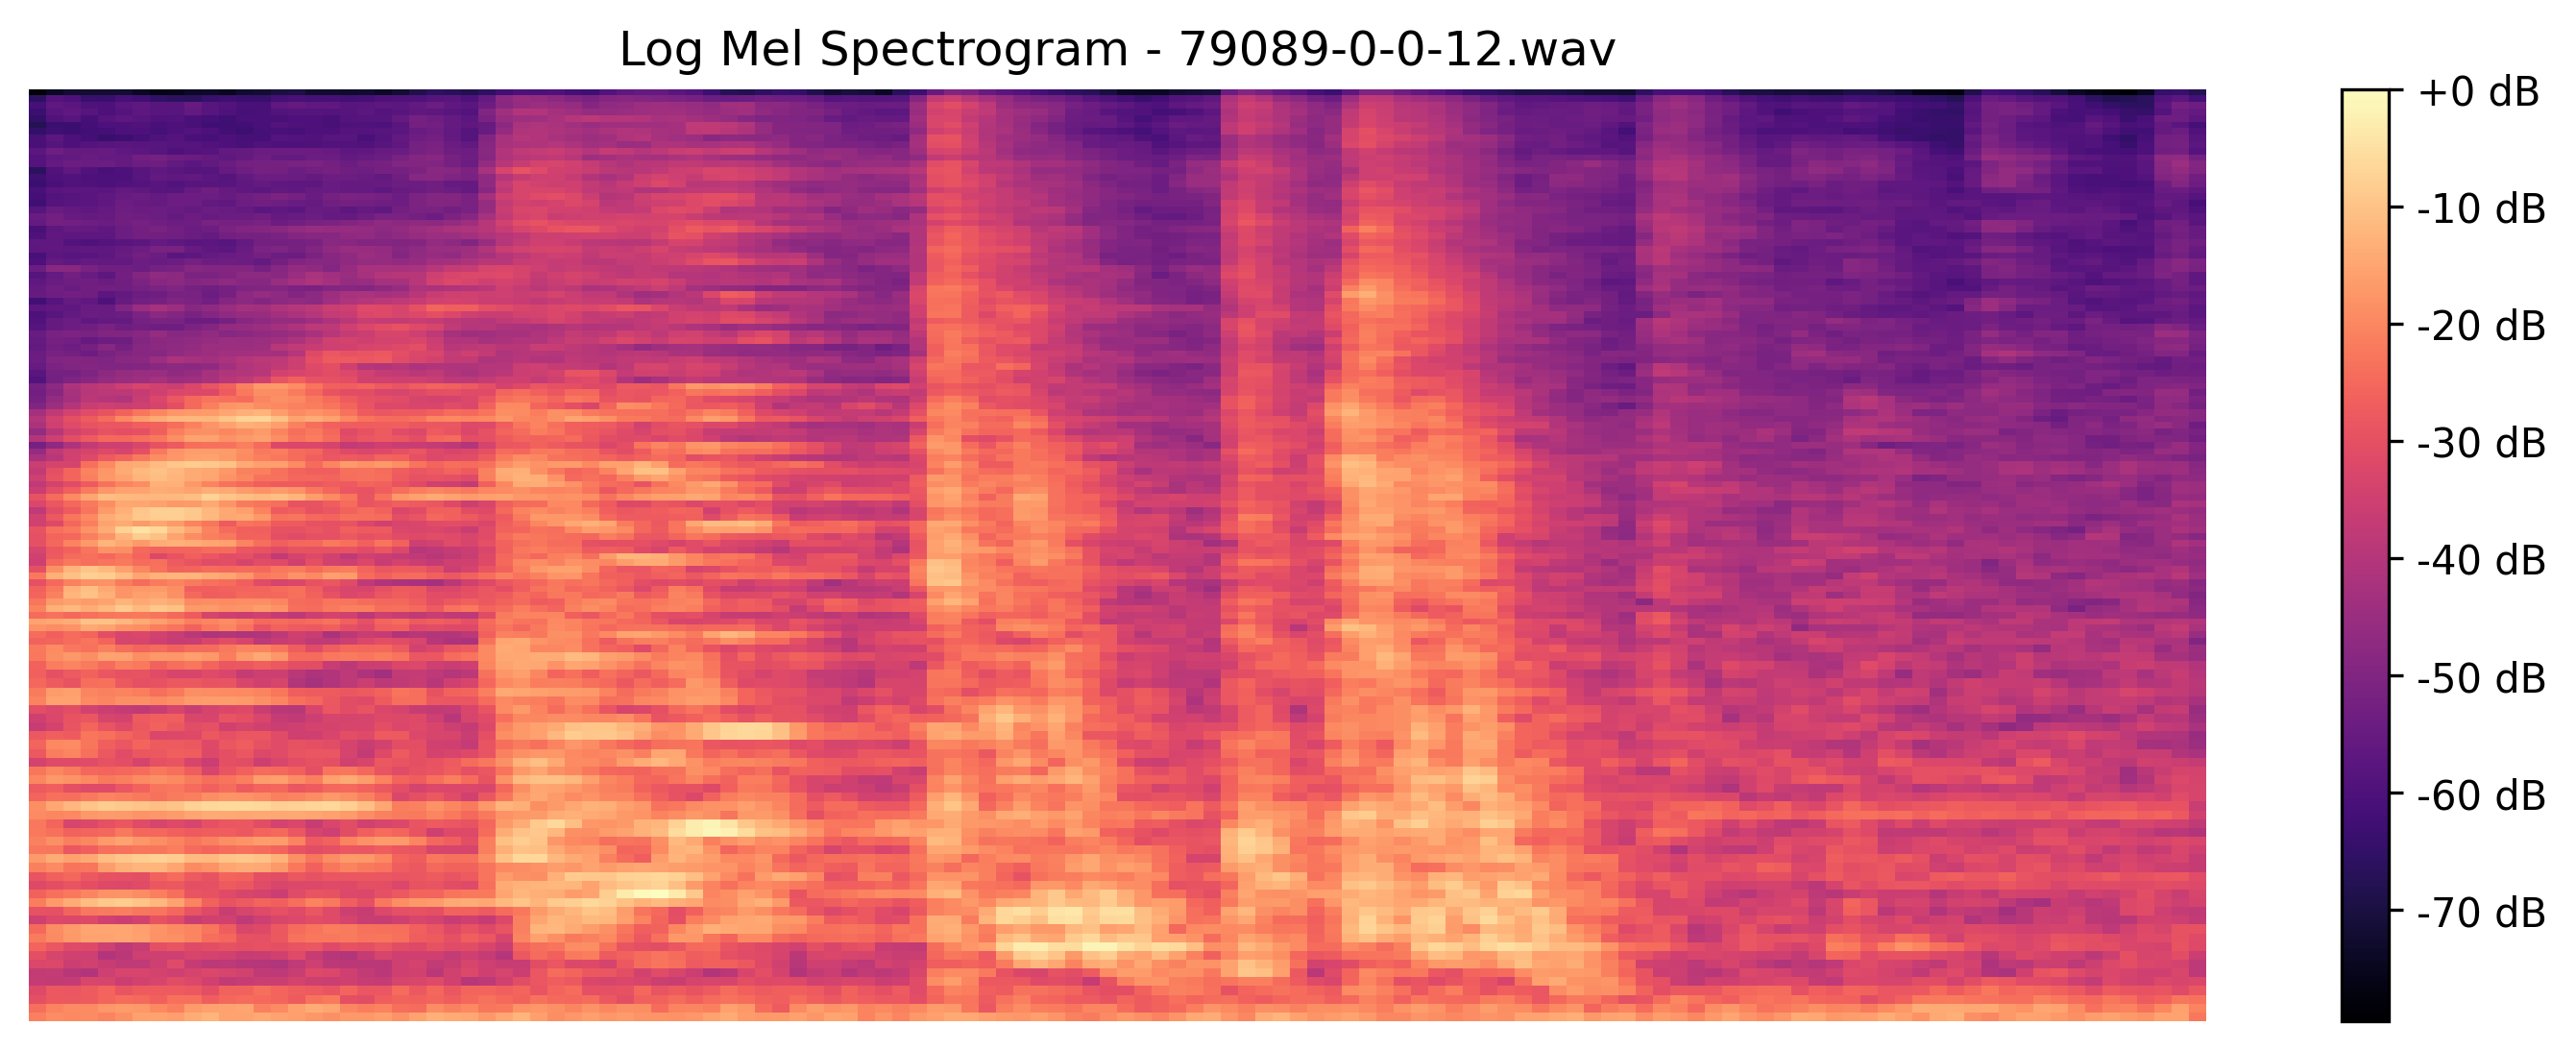 Log Mel Spectrogram - 79089-0-0-12.wav
+0 dB
-10 dB
-20 dB
-30 dB
-40 dB
-50 dB
-60 dB
-70 dB